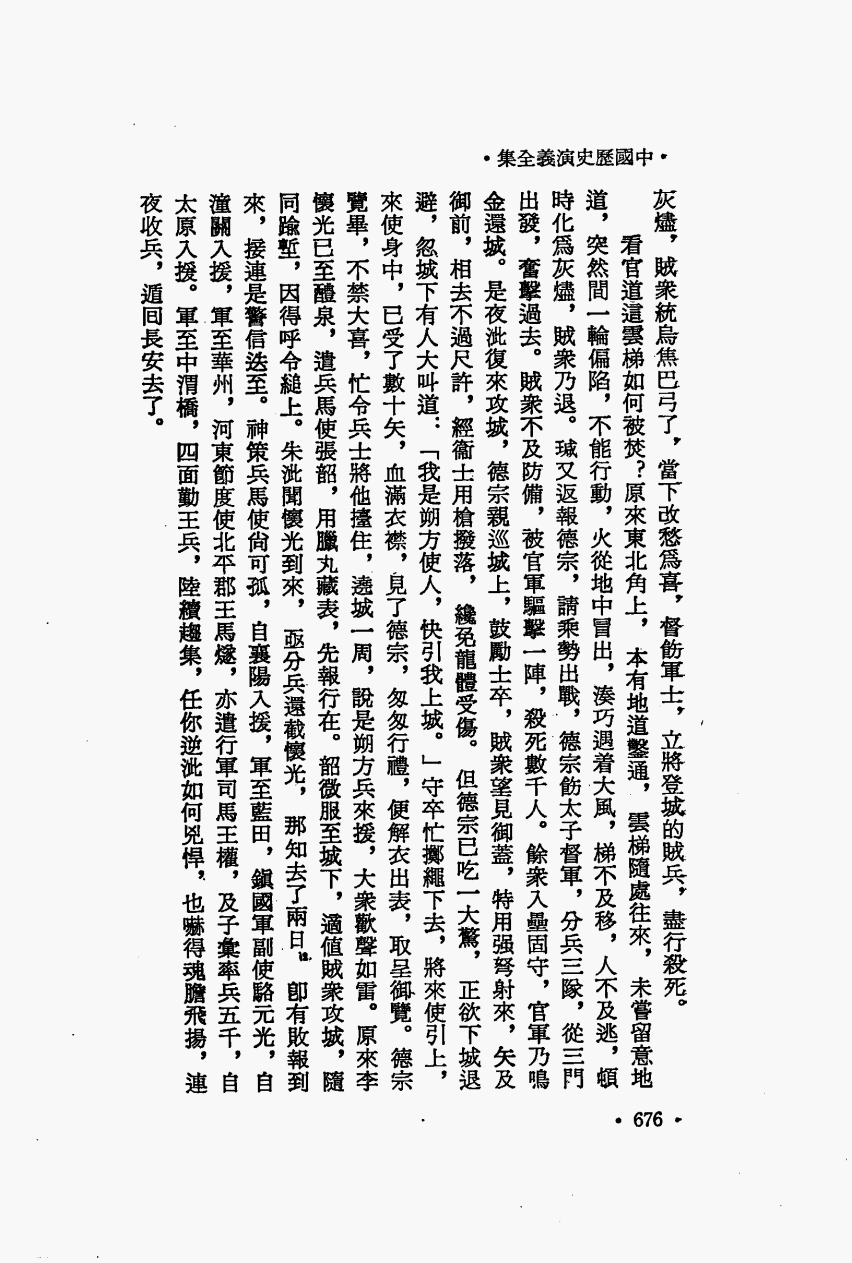 •集全義演史歷國中•
灰燼，賊衆統烏焦巴弓了，當下改愁爲喜，督飭軍士，立將登城的賊兵，盡行殺死。
看官道這雲梯如何被焚？原來東北角上，本有地道鑿通，雲梯隨處往來，未嘗留意地
道，突然間一輪偏陷，不能行動，火從地中冒出，湊巧遇着大風，梯不及移，人不及逃，頓
時化爲灰燼，賊衆乃退。瑊又返報德宗，請乘勢出戰，德宗飭太子督軍，分兵三隊，從三門
出發，奮擊過去。賊衆不及防備，被官軍驅擊一陣，殺死數千人。餘衆入壘固守，官軍乃鳴
金還城。是夜泚復來攻城，德宗親巡城上，鼓勵士卒，賊衆望見御蓋，特用强弩射來，矢及
御前，相去不過尺許，經衞士用槍撥落，纔免龍體受傷。但德宗已吃一大驚，正欲下城退
避，忽城下有人大叫道：「我是朔方使人，快引我上城。」守卒忙擲繩下去，將來使引上，
來使身中，已受了數十矢，血滿衣襟，見了德宗，匆匆行禮，便解衣出表，取呈御覽。德宗
覽畢，不禁大喜，忙令兵士將他擡住，遶城一周，說是朔方兵來援，大衆歡聲如雷。原來李
懷光已至醴泉，遣兵馬使張韶，用臘丸藏表，先報行在。韶微服至城下，適值賊衆攻城，隨
同踰塹，因得呼令縋上。朱泚聞懷光到來，亟分兵還截懷光，那知去了兩日，卽有敗報到
來，接連是警信迭至。神策兵馬使尙可孤，自襄陽入援，軍至藍田，鎮國軍副使駱元光，自
潼關入援，軍至華州，河東節度使北平郡王馬燧，亦遣行軍司馬王權，及子彙率兵五千，自
太原入援。軍至中渭橋，四面勤王兵，陸續趨集，任你逆泚如何兇悍，也嚇得魂膽飛揚，連
夜收兵，遁回長安去了。
• 676 •